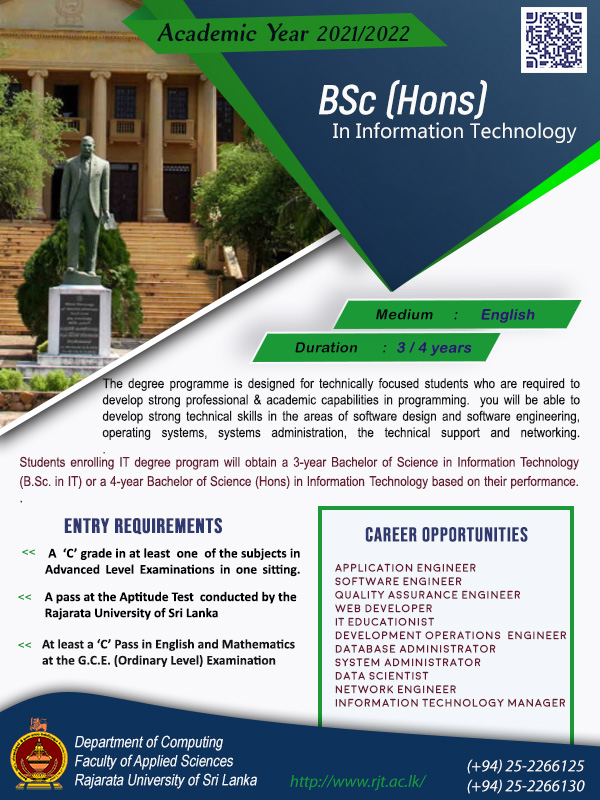 Academic Year 2021/2022
BSc (Hons)
In Information Technology
Medium : English
Duration : 3 / 4 years
The degree programme is designed for technically focused students who are required to
develop strong professional & academic capabilities in programming. you will be able to
develop strong technical skills in the areas of software design and software engineering,
operating systems, systems administration, the technical support and networking.
.
Students enrolling IT degree program will obtain a 3-year Bachelor of Science in Information Technology
(B.Sc. in IT) or a 4-year Bachelor of Science (Hons) in Information Technology based on their performance.
.
ENTRY REQUIREMENTS
<< A ‘C’ grade in at least one of the subjects in
Advanced Level Examinations in one sitting.
<< A pass at the Aptitude Test conducted by the
Rajarata University of Sri Lanka
<< At least a ‘C’ Pass in English and Mathematics
at the G.C.E. (Ordinary Level) Examination
CAREER OPPORTUNITIES
APPLICATION ENGINEER
SOFTWARE ENGINEER
QUALITY ASSURANCE ENGINEER
WEB DEVELOPER
IT EDUCATIONIST
DEVELOPMENT OPERATIONS ENGINEER
DATABASE ADMINISTRATOR
SYSTEM ADMINISTRATOR
DATA SCIENTIST
NETWORK ENGINEER
INFORMATION TECHNOLOGY MANAGER
Department of Computing
Faculty of Applied Sciences
Rajarata University of Sri Lanka
http://www.rjt.ac.lk/
(+94) 25-2266125
(+94) 25-2266130